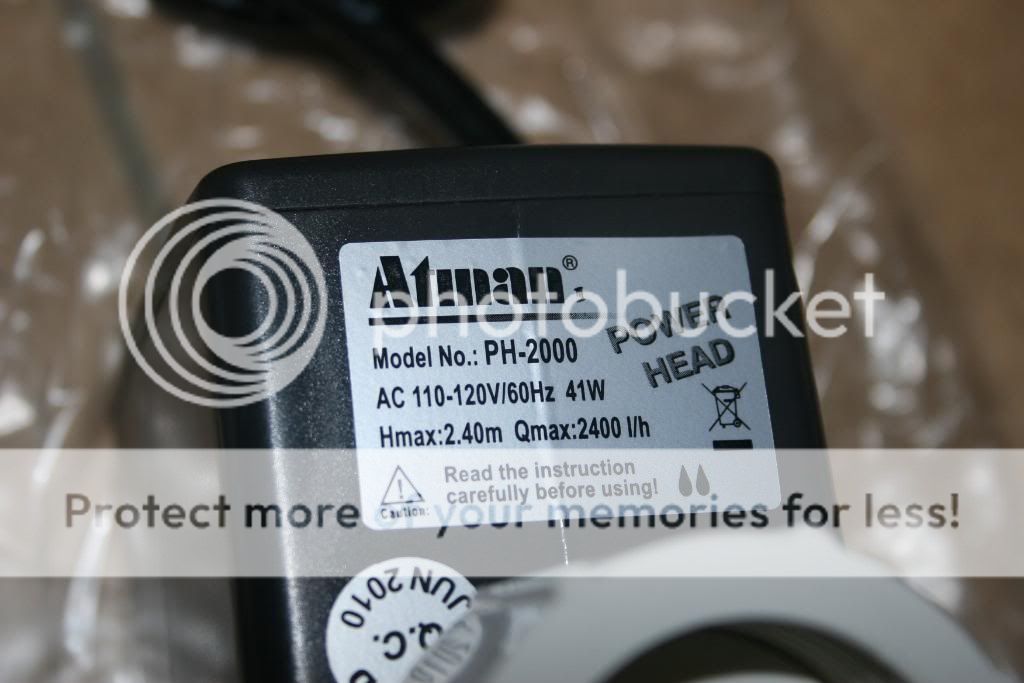 Atman®
photobucket
POWER
HEAD
Model No.: PH-2000
AC 110-120V/60Hz 41W
Hmax:2.40m Qmax:2400 l/h
Read the instruction
carefully before using!
Caution:
Protect more of your memories for less!
JUN 2010
Q.C.